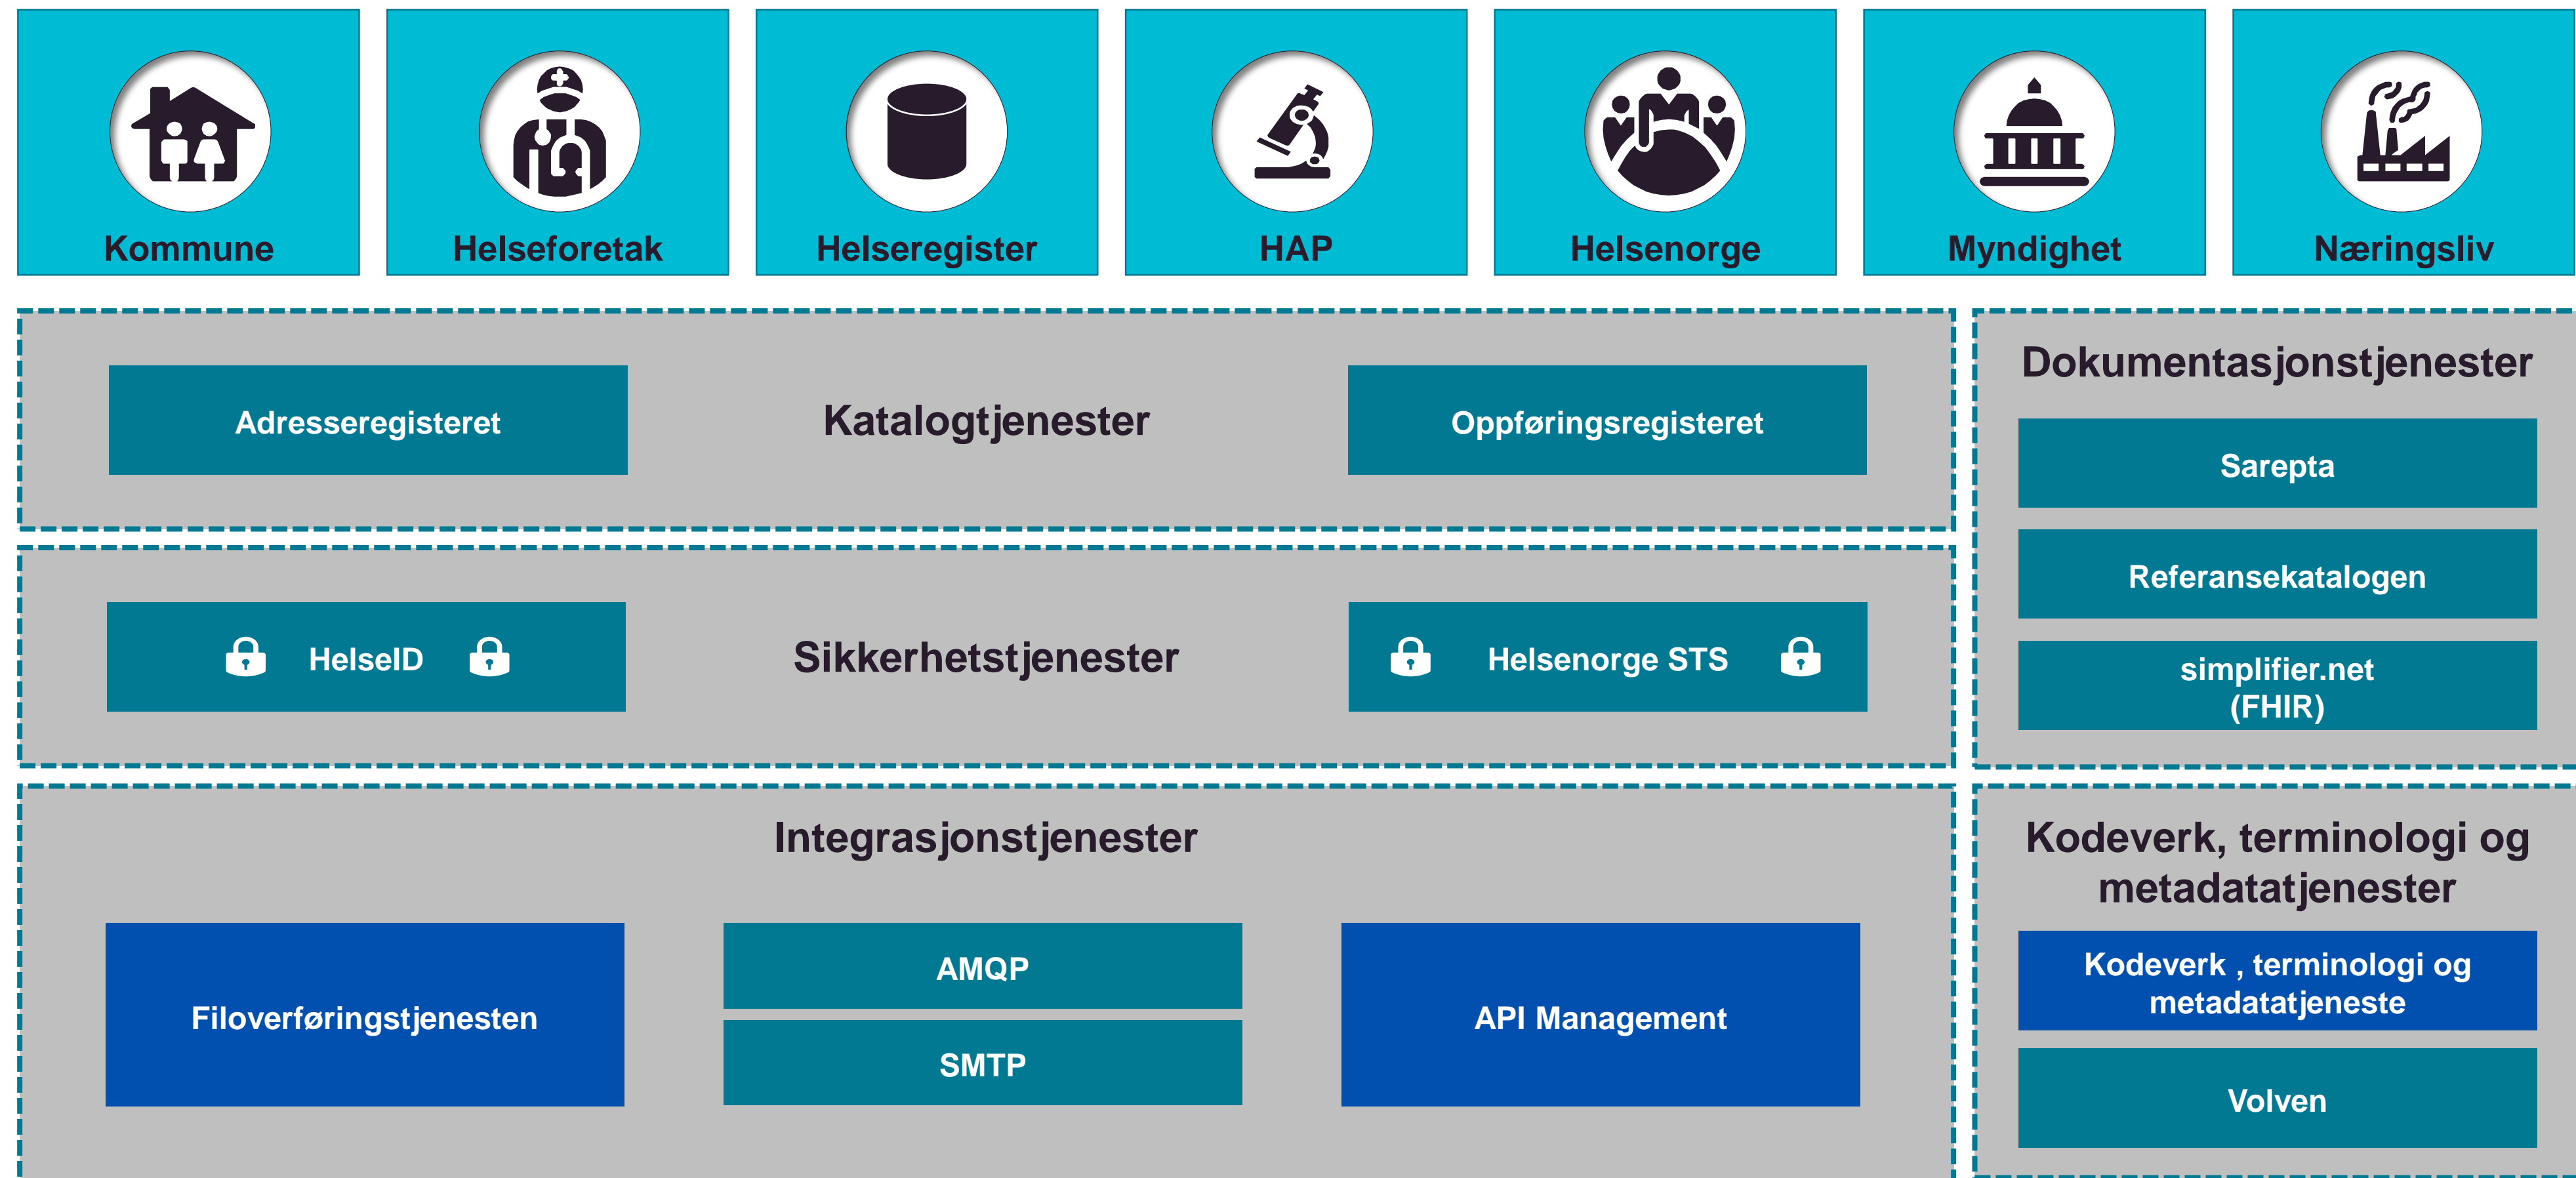 Kommune
Helseforetak
Helseregister
HAP
Helsenorge
Myndighet
Næringsliv
Adresseregisteret
Katalogtjenester
Oppføringsregisteret
HelseID
Sikkerhetstjenester
Helsenorge STS
Dokumentasjonstjenester
Sarepta
Referansekatalogen
simplifier.net
(FHIR)
Integrasjonstjenester
Filoverføringstjenesten
AMQP
SMTP
API Management
Kodeverk, terminologi og
metadatatjenester
Kodeverk , terminologi og
metadatatjeneste
Volven